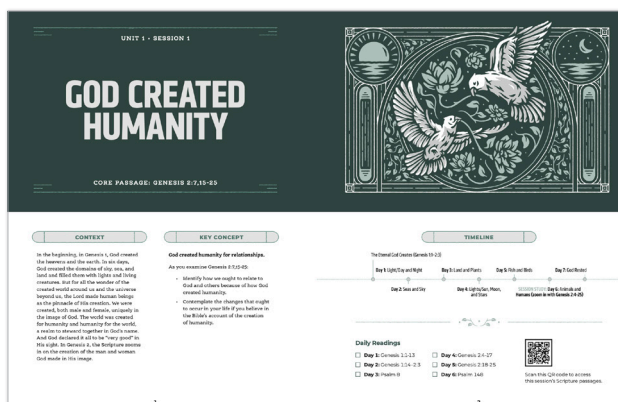 UNIT 1 • SESSION 1
GOD CREATED
HUMANITY
CORE PASSAGE: GENESIS 2:7,15-25
CONTEXT
In the beginning, in Genesis 1, God created
the heavens and the earth. In six days,
God created the domains of sky, sea, and
land and filled them with lights and living
creatures. But for all the wonder of the
created world around us and the universe
beyond us, the Lord made human beings
as the pinnacle of His creation. We were
created, both male and female, uniquely in
the image of God. The world was created
for humanity and humanity for the world,
a realm to steward together in God's name.
And God declared it all to be "very good" in
His sight. In Genesis 2, the Scripture zooms
in on the creation of the man and woman
God made in His image.
KEY CONCEPT
God created humanity for relationships.
As you examine Genesis 2:7,15-25:
• Identify how we ought to relate to
God and others because of how God
created humanity.
• Contemplate the changes that ought
to occur in your life if you believe in
the Bible's account of the creation
of humanity.
TIMELINE
The Eternal God Creates (Genesis 1:1–2:3)
Day 1: Light/Day and Night
Day 3: Land and Plants
Day 5: Fish and Birds
Day 7: God Rested
Day 2: Seas and Sky
Day 4: Lights/Sun, Moon,
and Stars
SESSION STUDY: Day 6: Animals and
Humans (zoom in with Genesis 2:4-25)
Daily Readings
Day 1: Genesis 1:1-13
Day 2: Genesis 1:14–2:3
Day 3: Psalm 8
Day 4: Genesis 2:4-17
Day 5: Genesis 2:18-25
Day 6: Psalm 148
Scan this QR code to access
this session's Scripture passages.